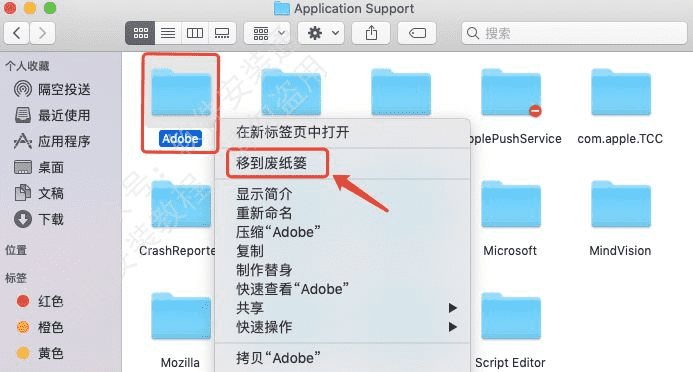 Application Support
搜索
个人收藏
隔空投送
最近使用
应用程序
桌面
文稿
下载
位置
标签
红色
橙色
黄色
Adobe
plePushService
com.apple.TCC
CrashReporte
Microsoft
MindVision
Mozilla
Script Editor
在新标签页中打开
移到废纸篓
显示简介
重新命名
压缩“Adobe”
复制
制作替身
快速查看“Adobe”
共享
快速操作
拷贝“Adobe”